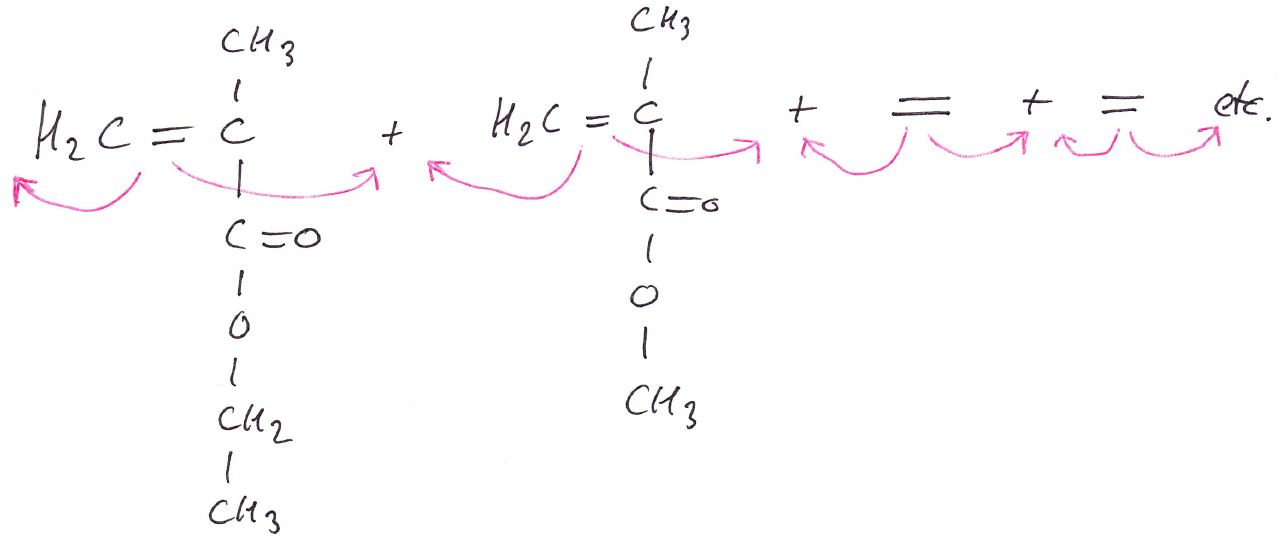 CH3 CH3
H2C = C + H2C = C + = + = etc.
C=O C=O
O O
CH2 CH3
CH3